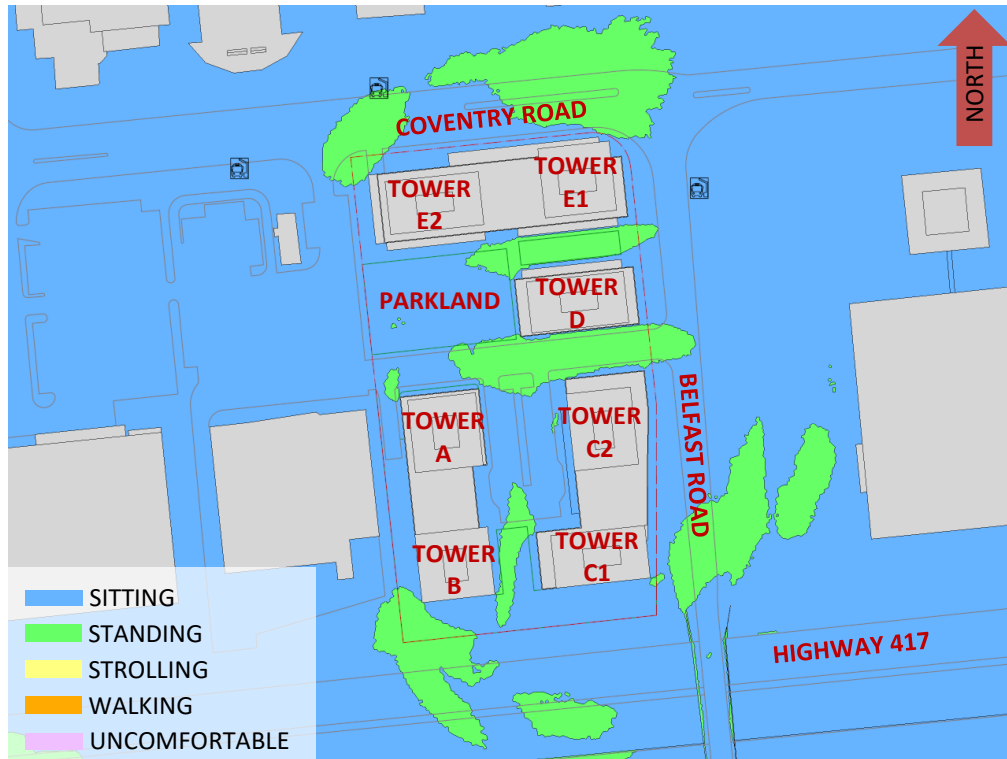 NORTH
COVENTRY ROAD
TOWER
E2
TOWER
E1
PARKLAND
TOWER
D
TOWER
A
TOWER
C2
BELFAST ROAD
TOWER
B
TOWER
C1
HIGHWAY 417
SITTING
STANDING
STROLLING
WALKING
UNCOMFORTABLE